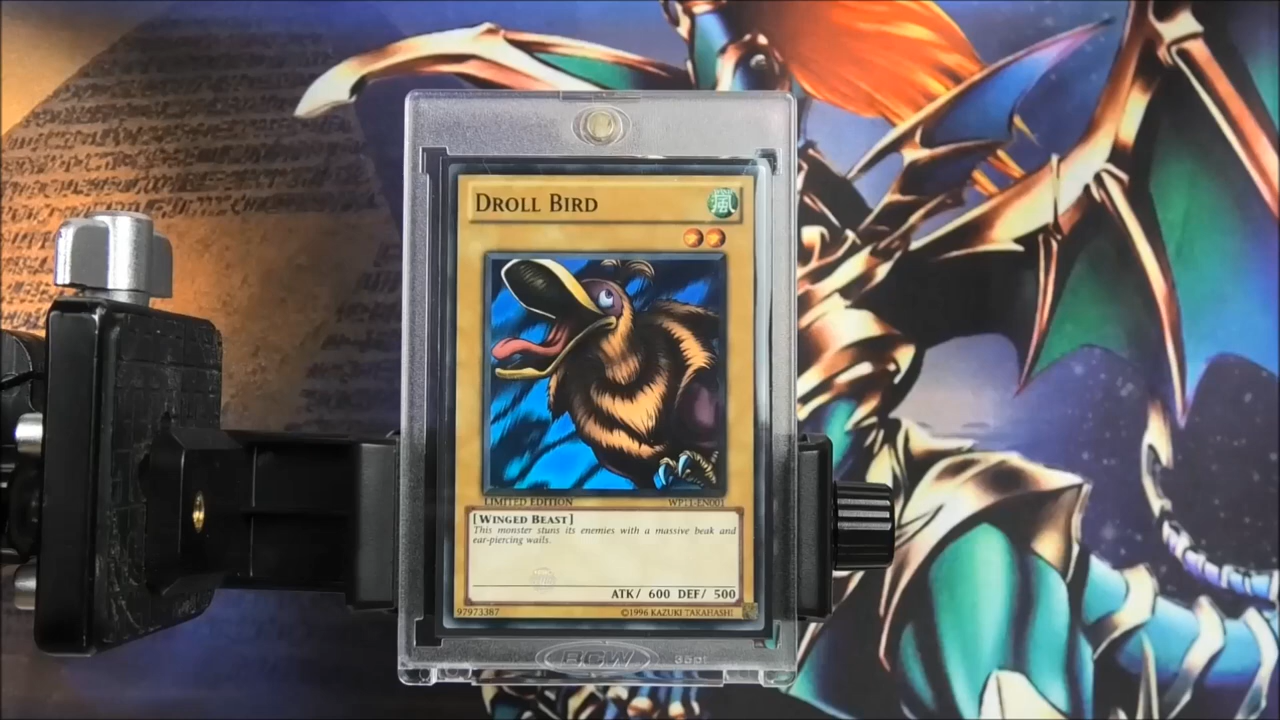 DROLL BIRD
LIMITED EDITION WP11-EN001
[WINGED BEAST]
This monster stuns its enemies with a massive beak and
ear-piercing wails.
ATK/ 600 DEF/ 500
97973387 ©1996 KAZUKI TAKAHASHI
BCW 35pt